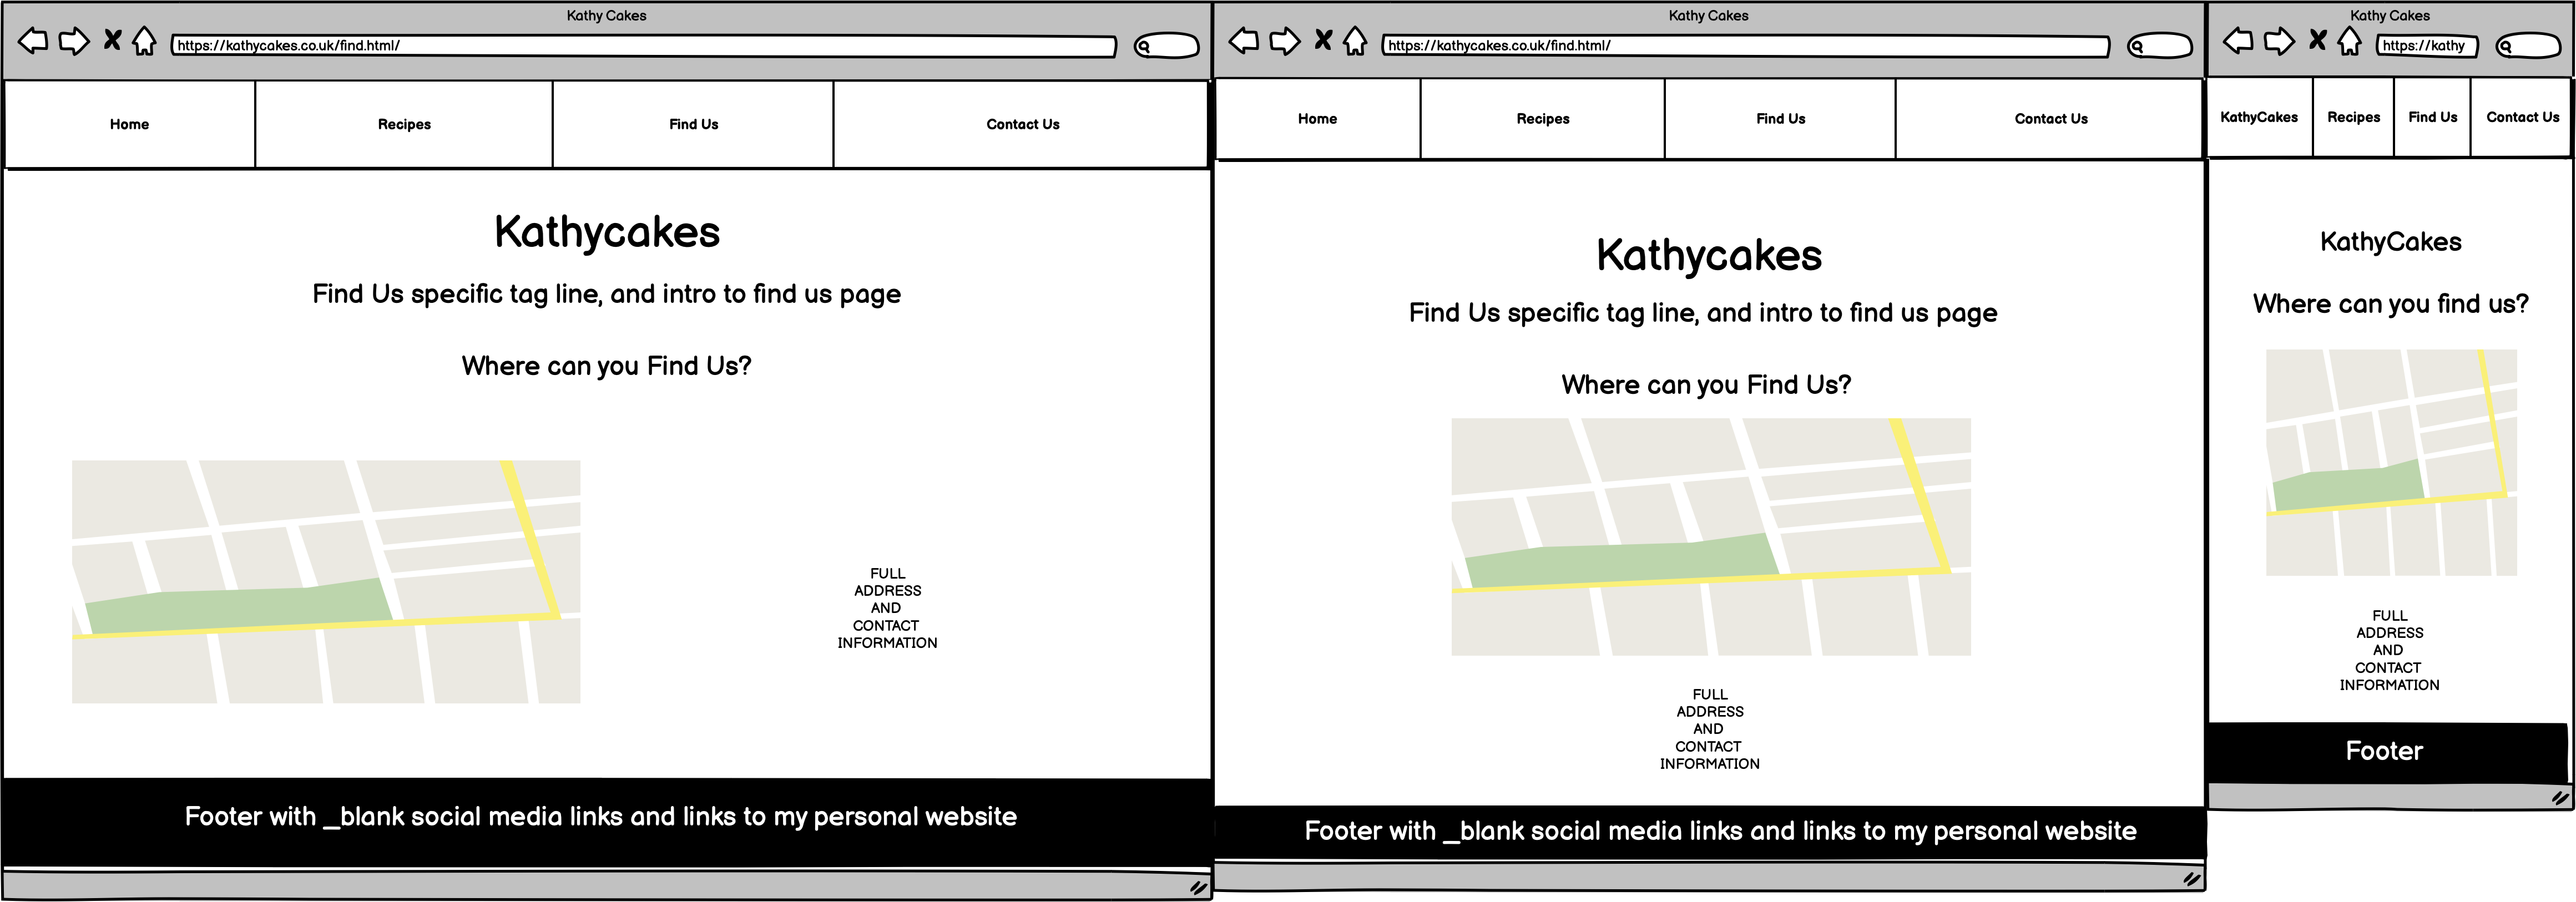 Kathy Cakes
https://kathycakes.co.uk/find.html/
Home
Recipes
Find Us
Contact Us
Kathycakes
Find Us specific tag line, and intro to find us page
Where can you Find Us?
FULL
ADDRESS
AND
CONTACT
INFORMATION
Footer with _blank social media links and links to my personal website
Kathy Cakes
https://kathycakes.co.uk/find.html/
Home
Recipes
Find Us
Contact Us
Kathycakes
Find Us specific tag line, and intro to find us page
Where can you Find Us?
FULL
ADDRESS
AND
CONTACT
INFORMATION
Footer with _blank social media links and links to my personal website
Kathy Cakes
https://kathy
KathyCakes
Recipes
Find Us
Contact Us
KathyCakes
Where can you find us?
FULL
ADDRESS
AND
CONTACT
INFORMATION
Footer